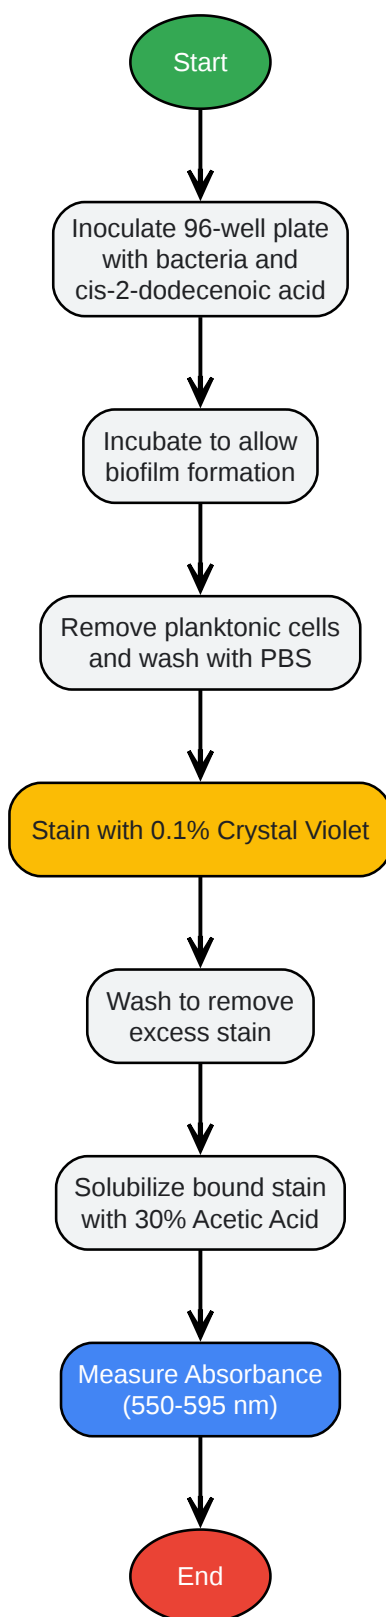 Start
Inoculate 96-well plate
with bacteria and
cis-2-dodecenoic acid
Incubate to allow
biofilm formation
Remove planktonic cells
and wash with PBS
Stain with 0.1% Crystal Violet
Wash to remove
excess stain
Solubilize bound stain
with 30% Acetic Acid
Measure Absorbance
(550-595 nm)
End